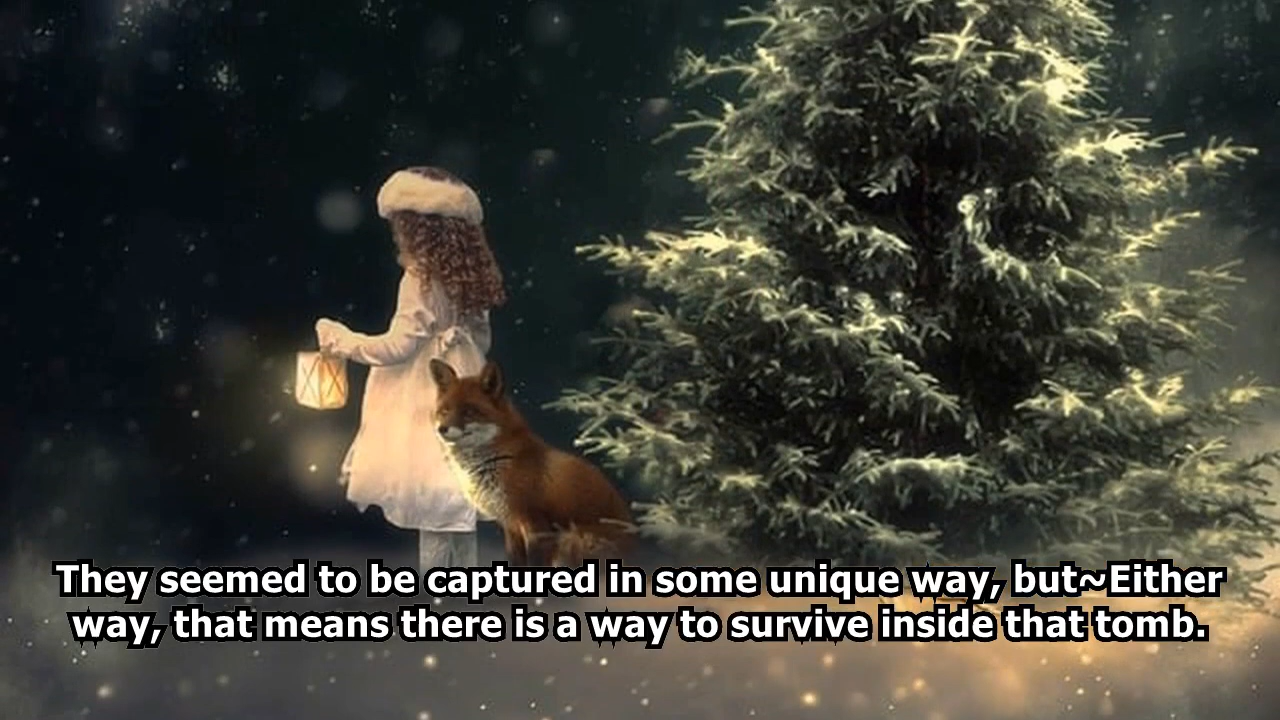 They seemed to be captured in some unique way, but~Either
way, that means there is a way to survive inside that tomb.